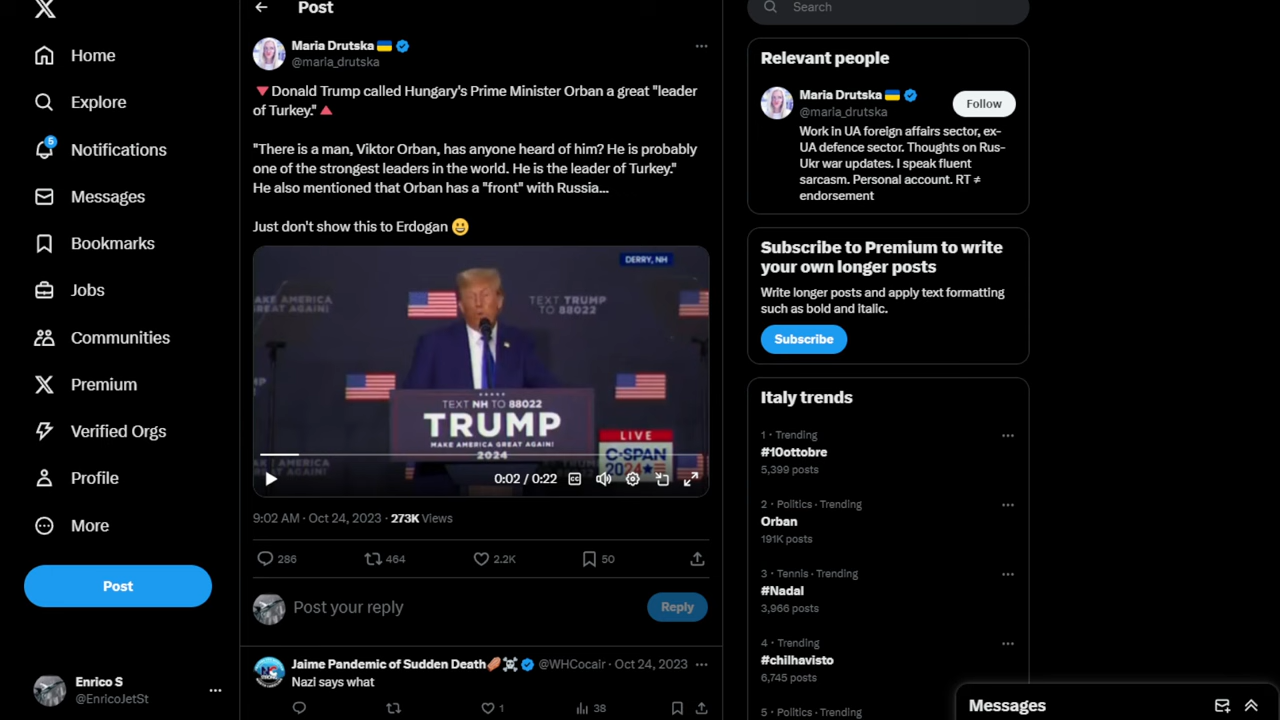 Post
Search
Home
Explore
5
Notifications
Messages
Bookmarks
Jobs
Communities
Premium
Verified Orgs
Profile
More
Post
Enrico S
@EnricoJetSt
Maria Drutska
@maria_drutska
Donald Trump called Hungary's Prime Minister Orban a great "leader
of Turkey."
"There is a man, Viktor Orban, has anyone heard of him? He is probably
one of the strongest leaders in the world. He is the leader of Turkey."
He also mentioned that Orban has a "front" with Russia...
Just don't show this to Erdogan
DERRY, NH
AKE AMERICA
GREAT AGAIN!
TEXT TRUMP
TO 88022
TEXT NH TO 88022
TRUMP
MAKE AMERICA GREAT AGAIN!
2024
LIVE
C-SPAN
2024
0:02 / 0:22
9:02 AM · Oct 24, 2023 · 273K Views
286
464
2.2K
50
Post your reply
Reply
Jaime Pandemic of Sudden Death @WHCocair · Oct 24, 2023
Nazi says what
1
38
Relevant people
Maria Drutska
@maria_drutska
Follow
Work in UA foreign affairs sector, ex-
UA defence sector. Thoughts on Rus-
Ukr war updates. I speak fluent
sarcasm. Personal account. RT ≠
endorsement
Subscribe to Premium to write
your own longer posts
Write longer posts and apply text formatting
such as bold and italic.
Subscribe
Italy trends
1 · Trending
#10ottobre
5,399 posts
2 · Politics · Trending
Orban
191K posts
3 · Tennis · Trending
#Nadal
3,966 posts
4 · Trending
#chilhavisto
6,745 posts
5 · Politics · Trending
Messages